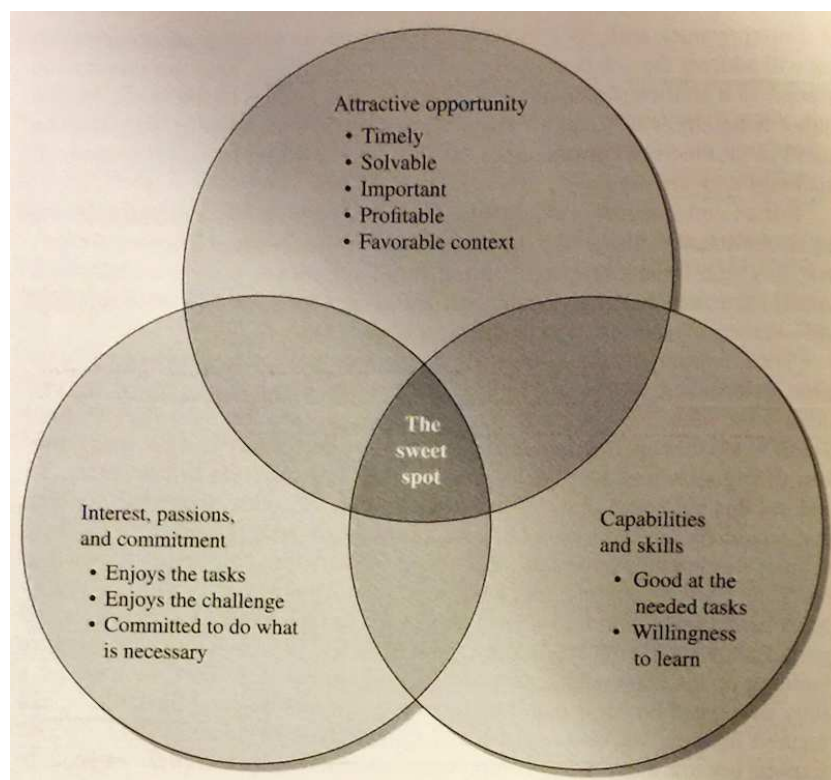 Attractive opportunity
• Timely
• Solvable
• Important
• Profitable
• Favorable context
The
sweet
spot
Interest, passions,
and commitment
• Enjoys the tasks
• Enjoys the challenge
• Committed to do what
is necessary
Capabilities
and skills
• Good at the
needed tasks
• Willingness
to learn